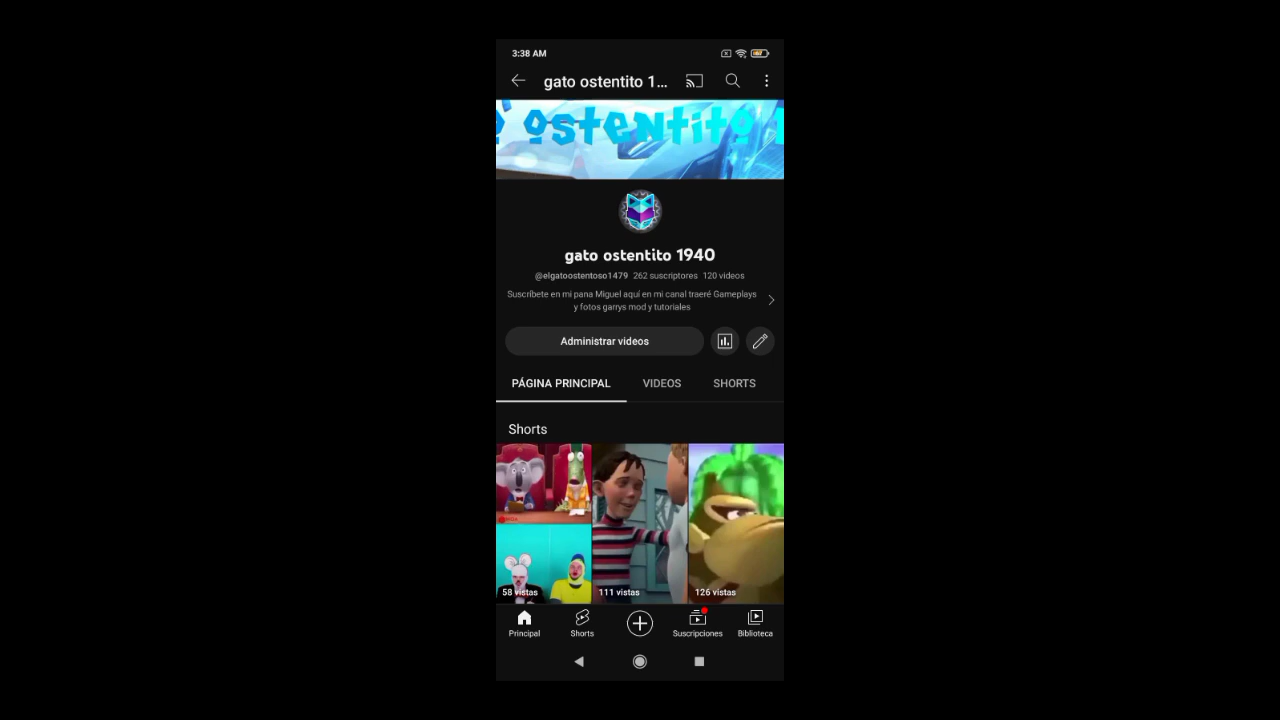 3:38 AM
gato ostentito 1...
ostentito 1
gato ostentito 1940
@elgatoostentoso1479 262 suscriptores 120 videos
Suscríbete en mi pana Miguel aquí en mi canal traeré Gameplays
y fotos garrys mod y tutoriales
Administrar videos
PÁGINA PRINCIPAL VIDEOS SHORTS
Shorts
58 vistas 111 vistas 126 vistas
Principal Shorts Suscripciones Biblioteca